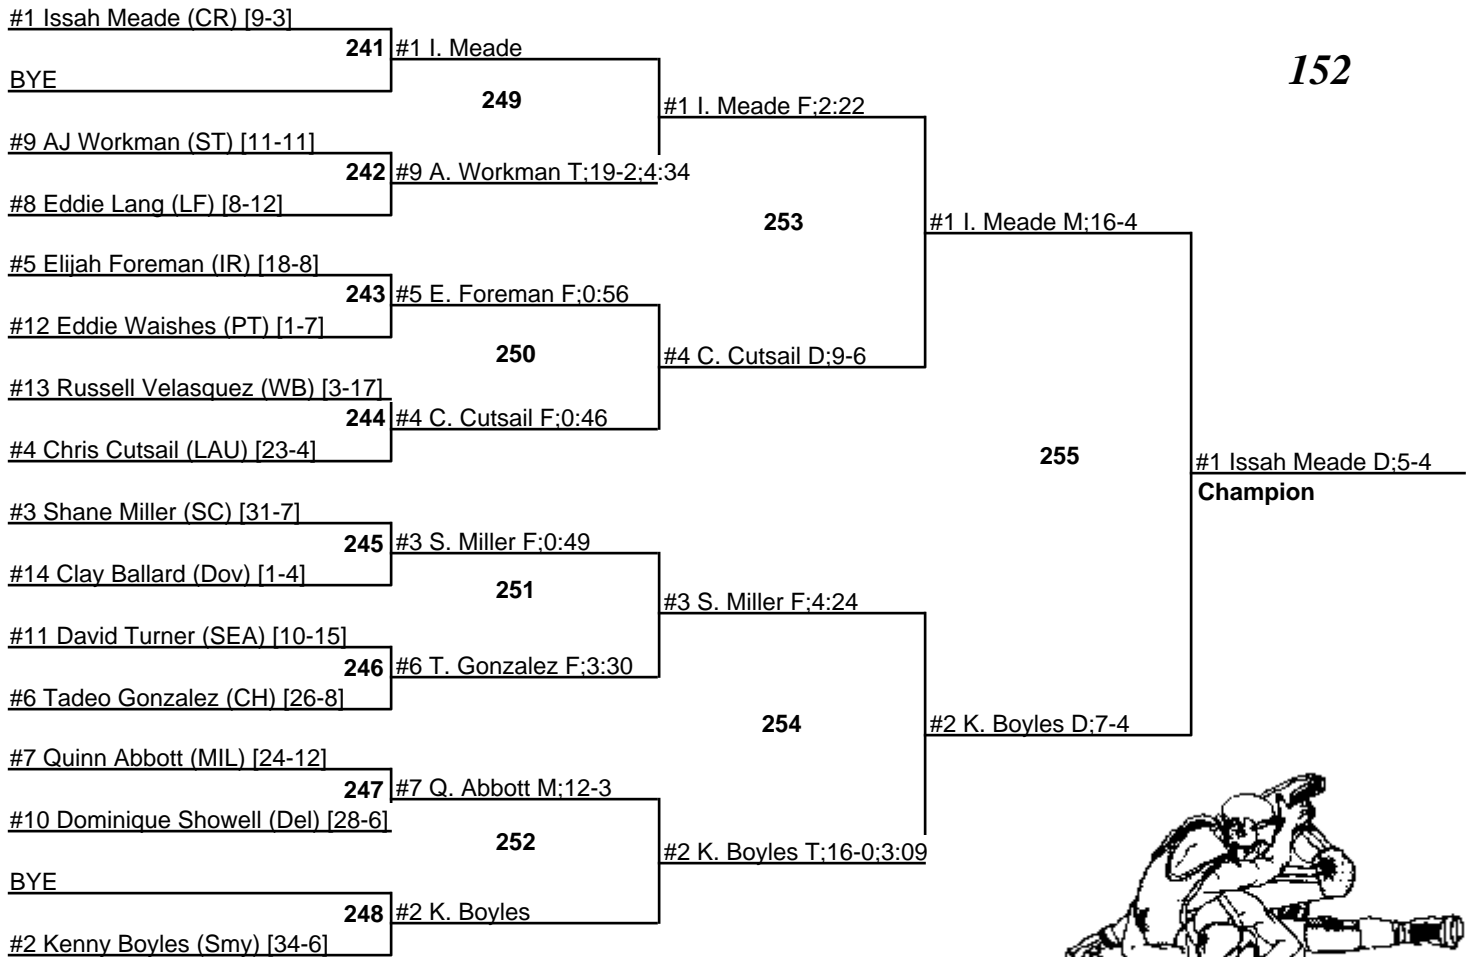 #1 Issah Meade (CR) [9-3]
241
BYE
#9 AJ Workman (ST) [11-11]
242
#8 Eddie Lang (LF) [8-12]
#5 Elijah Foreman (IR) [18-8]
243
#12 Eddie Waishes (PT) [1-7]
#13 Russell Velasquez (WB) [3-17]
244
#4 Chris Cutsail (LAU) [23-4]
#3 Shane Miller (SC) [31-7]
245
#14 Clay Ballard (Dov) [1-4]
#11 David Turner (SEA) [10-15]
246
#6 Tadeo Gonzalez (CH) [26-8]
#7 Quinn Abbott (MIL) [24-12]
247
#10 Dominique Showell (Del) [28-6]
BYE
248
#2 Kenny Boyles (Smy) [34-6]
#1 I. Meade
249
#9 A. Workman T;19-2;4:34
#5 E. Foreman F;0:56
250
#4 C. Cutsail F;0:46
#3 S. Miller F;0:49
251
#6 T. Gonzalez F;3:30
#7 Q. Abbott M;12-3
252
#2 K. Boyles
#1 I. Meade F;2:22
253
#4 C. Cutsail D;9-6
#3 S. Miller F;4:24
254
#2 K. Boyles T;16-0;3:09
#1 I. Meade M;16-4
255
#2 K. Boyles D;7-4
152
#1 Issah Meade D;5-4
Champion